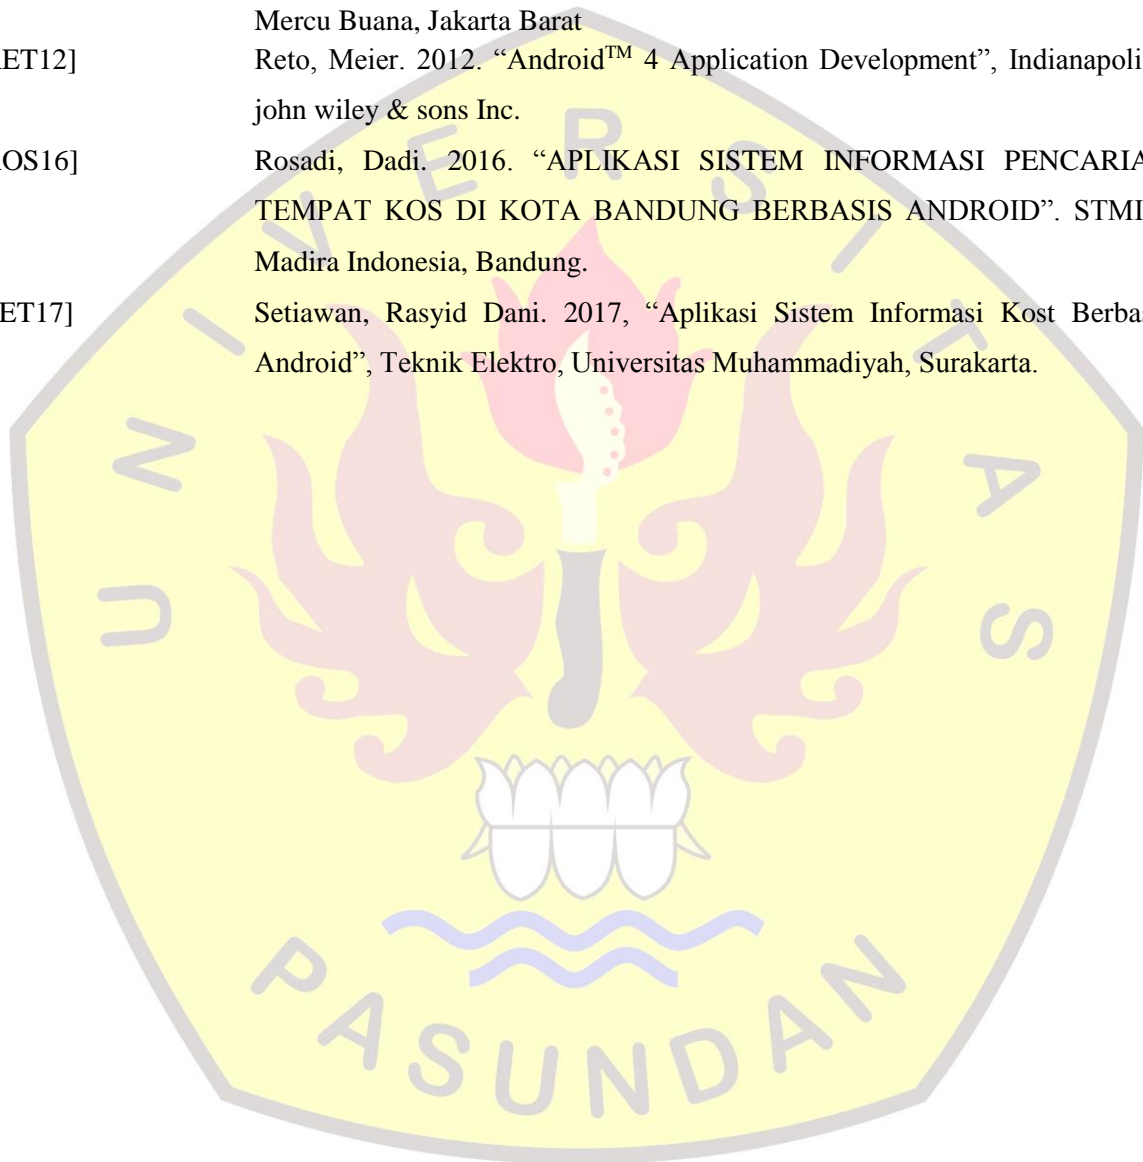 Mercu Buana, Jakarta Barat
ET12] Reto, Meier. 2012. “Android™ 4 Application Development”, Indianapoli
john wiley & sons Inc.
OS16] Rosadi, Dadi. 2016. “APLIKASI SISTEM INFORMASI PENCARIA
TEMPAT KOS DI KOTA BANDUNG BERBASIS ANDROID”. STMI
Madira Indonesia, Bandung.
ET17] Setiawan, Rasyid Dani. 2017, “Aplikasi Sistem Informasi Kost Berbas
Android”, Teknik Elektro, Universitas Muhammadiyah, Surakarta.
UNIVERSITAS
PASUNDAN